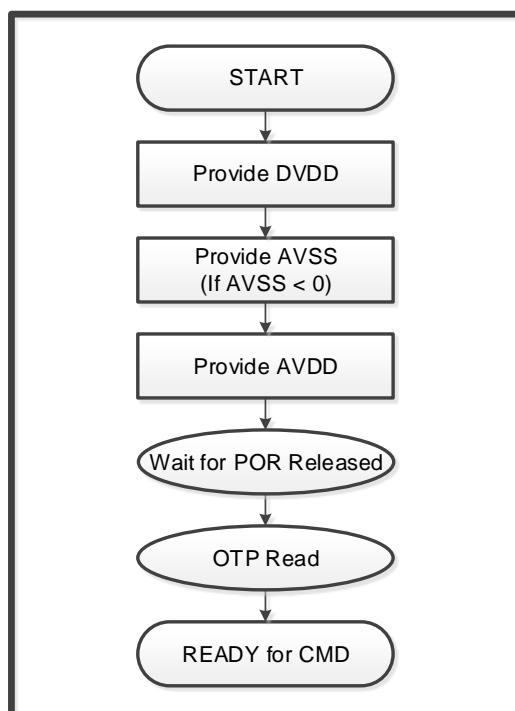 START
Provide DVDD
Provide AVSS
(If AVSS < 0)
Provide AVDD
Wait for POR Released
OTP Read
READY for CMD